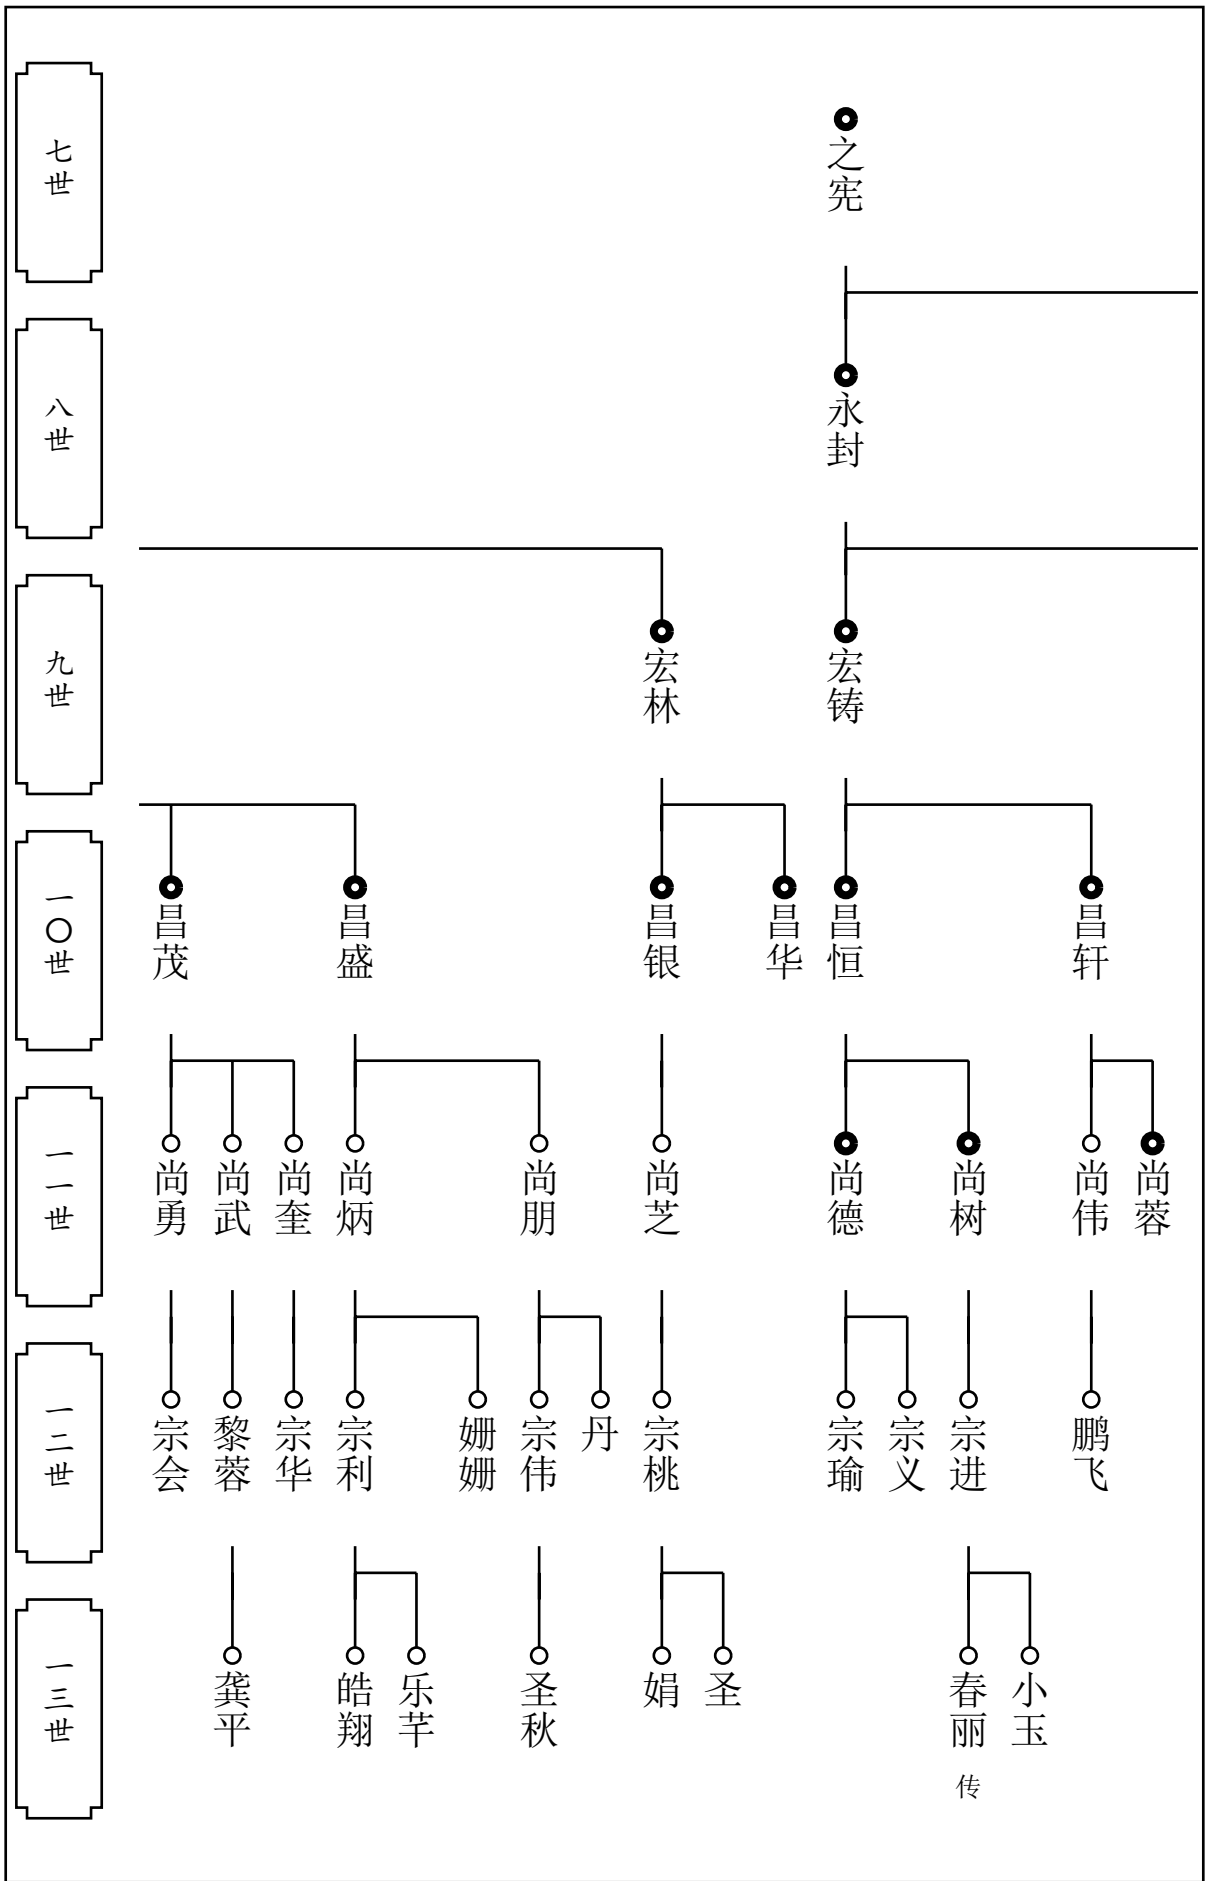 七世
之宪
八世
永封
九世
宏铸
宏林
一〇世
昌轩
昌恒
昌华
昌银
昌盛
昌茂
一一世
尚蓉
尚伟
尚树
尚德
尚芝
尚朋
尚炳
尚奎
尚武
尚勇
一二世
鹏飞
宗进
宗义
宗瑜
宗桃
丹
宗伟
姗姗
宗利
宗华
黎蓉
宗会
一三世
小玉
春丽
传
圣
娟
圣秋
乐芊
皓翔
龚平